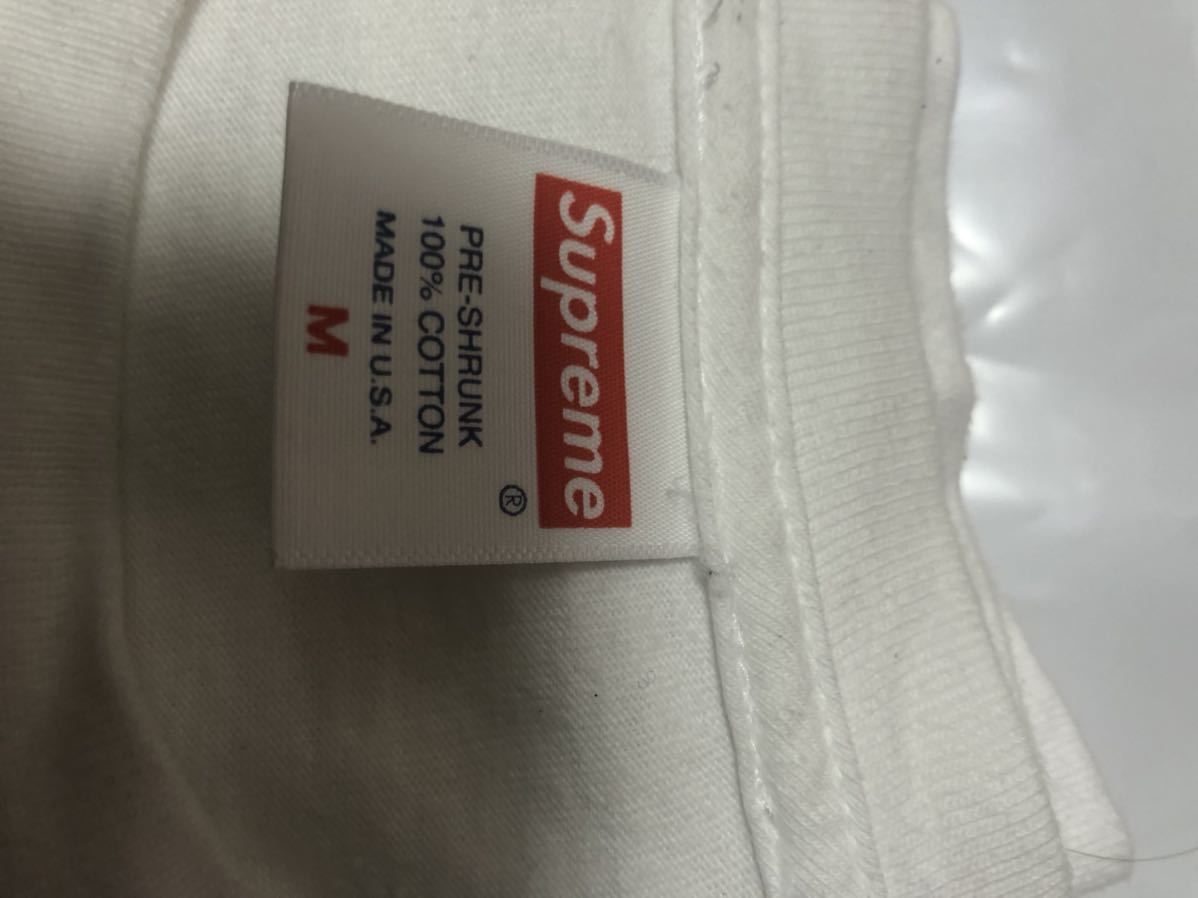 Supreme
®
PRE-SHRUNK
100% COTTON
MADE IN U.S.A.
M